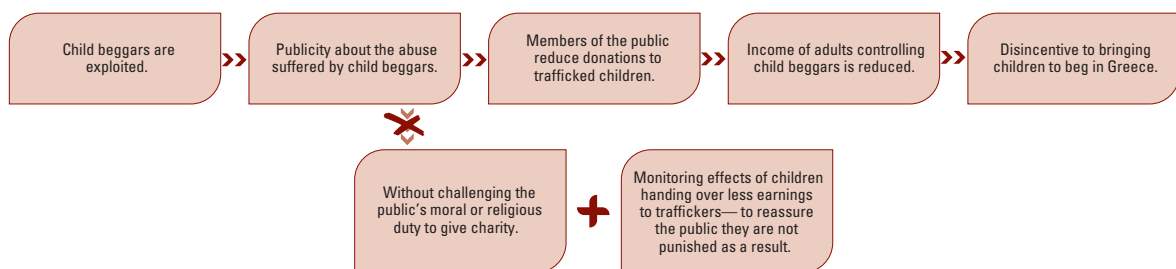 Child beggars are
exploited.
Publicity about the abuse
suffered by child beggars.
Members of the public
reduce donations to
trafficked children.
Income of adults controlling
child beggars is reduced.
Disincentive to bringing
children to beg in Greece.
Without challenging the
public's moral or religious
duty to give charity.
Monitoring effects of children
handing over less earnings
to traffickers— to reassure
the public they are not
punished as a result.